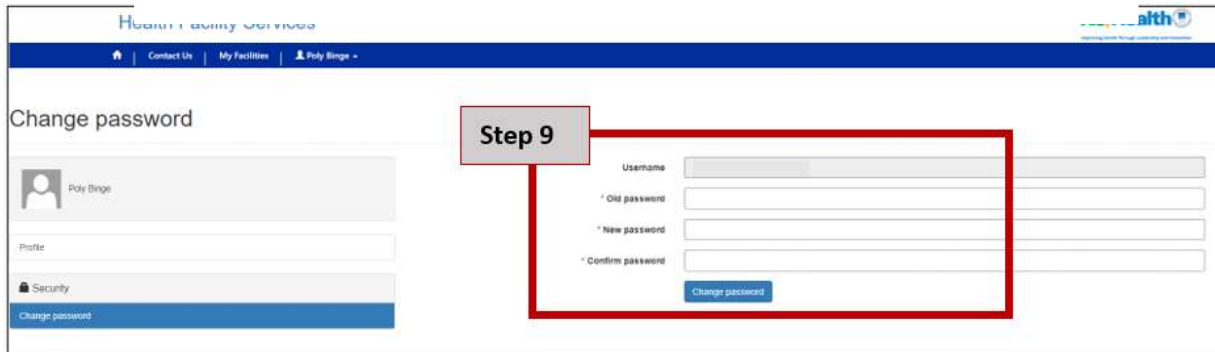 Health Facility Services
alth
Contact Us | My Facilities | Poly Binge
Change password
Step 9
Poly Binge
Profile
Security
Change password
Username
* Old password
* New password
* Confirm password
Change password